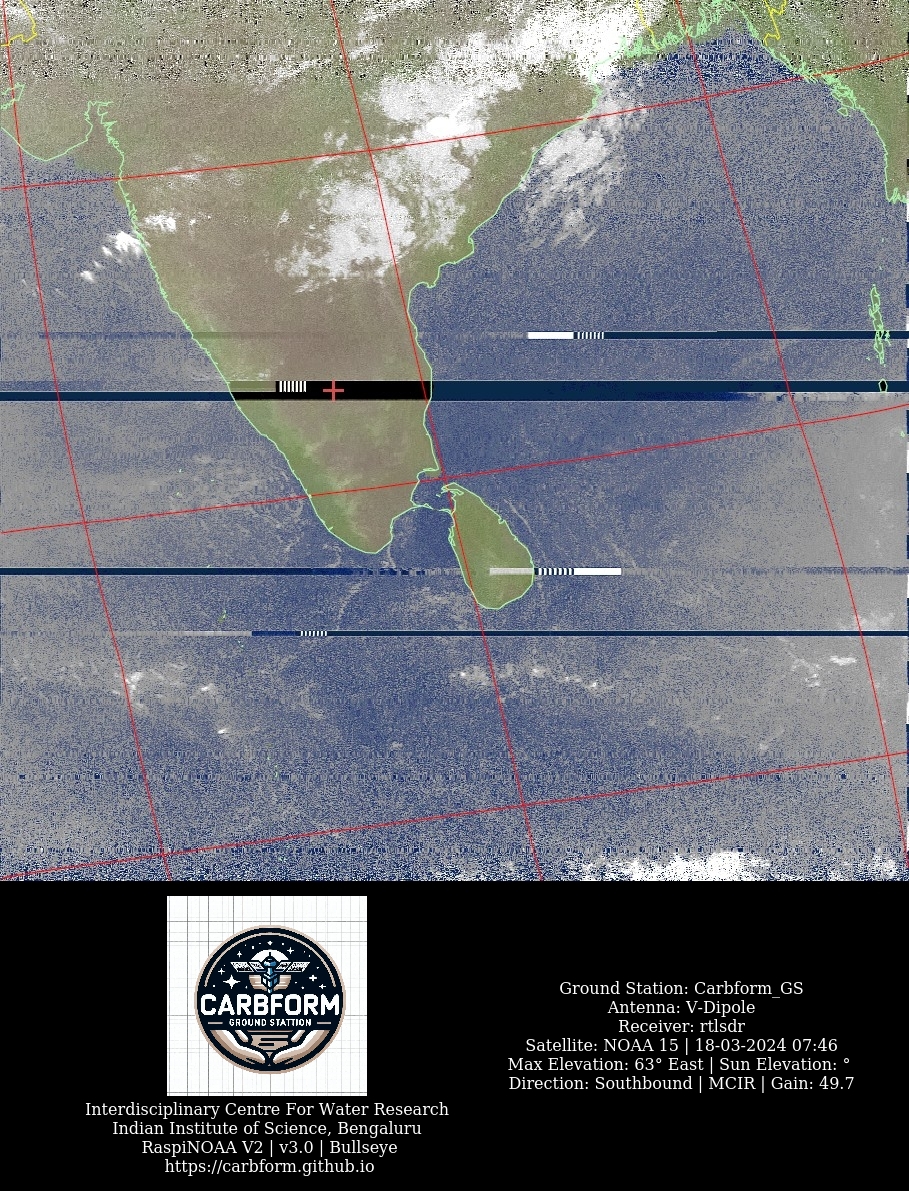 CARBFORM
GROUND STATTION
Interdisciplinary Centre For Water Research
Indian Institute of Science, Bengaluru
RaspiNOAA V2 | v3.0 | Bullseye
https://carbform.github.io
Ground Station: Carbform_GS
Antenna: V-Dipole
Receiver: rtlsdr
Satellite: NOAA 15 | 18-03-2024 07:46
Max Elevation: 63° East | Sun Elevation: °
Direction: Southbound | MCIR | Gain: 49.7